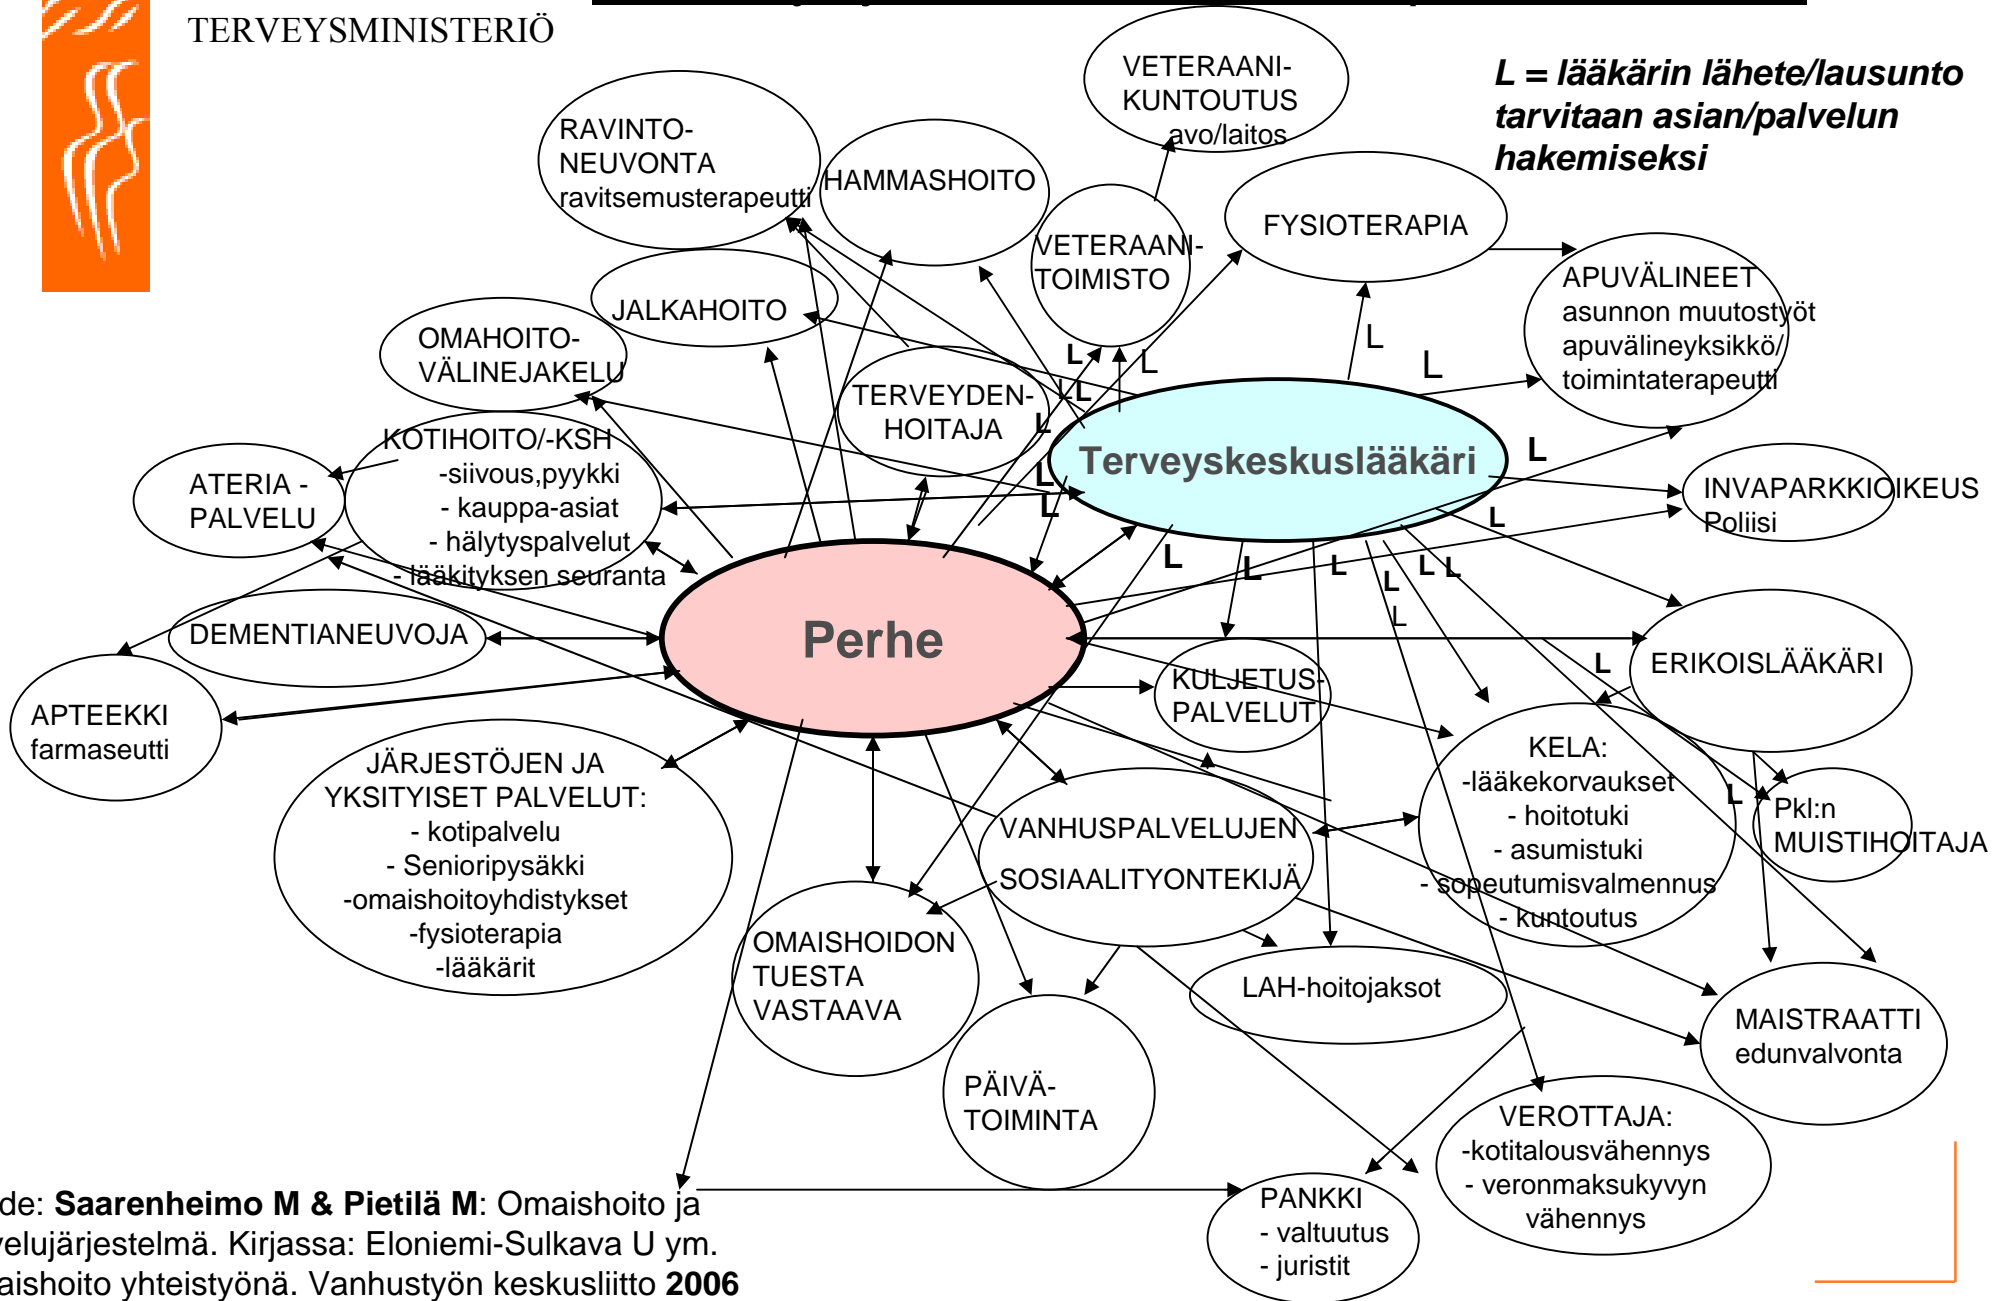 TERVEYSMINISTERIÖ
L = lääkärin lähete/lausunto
tarvitaan asian/palvelun
hakemiseksi
VETERAANI-
KUNTOUTUS
avo/laitos
RAVINTO-
NEUVONTA
ravitsemusterapeutti
HAMMASHOITO
VETERAANI-
TOIMISTO
FYSIOTERAPIA
APUVÄLINEET
asunnon muutostyöt
apuvälineyksikkö/
toimintaterapeutti
JALKAHOITO
OMAHOITO-
VÄLINEJAKELU
TERVEYDEN-
HOITAJA
L
L
L
L
L
L
L
L
Terveyskeskuslääkäri
L
L
L
KOTIHOITO/-KSH
-siivous,pyykki
- kauppa-asiat
- hälytyspalvelut
- lääkityksen seuranta
ATERIA -
PALVELU
INVAPARKKIOIKEUS
Poliisi
L
L
L
L
L
L
L
L
DEMENTIANEUVOJA
Perhe
ERIKOISLÄÄKÄRI
L
KULJETUS-
PALVELUT
APTEEKKI
farmaseutti
JÄRJESTÖJEN JA
YKSITYISET PALVELUT:
- kotipalvelu
- Senioripysäkki
-omaishoitoyhdistykset
-fysioterapia
-lääkärit
VANHUSPALVELUJEN
SOSIAALITYONTEKIJÄ
KELA:
-lääkekorvaukset
- hoitotuki
- asumistuki
- sopeutumisvalmennus
- kuntoutus
L
Pkl:n
MUISTIHOITAJA
OMAISHOIDON
TUESTA
VASTAAVA
LAH-hoitojaksot
MAISTRAATTI
edunvalvonta
PÄIVÄ-
TOIMINTA
VEROTTAJA:
-kotitalousvähennys
- veronmaksukyvyn
vähennys
PANKKI
- valtuutus
- juristit
de: Saarenheimo M & Pietilä M: Omaishoito ja
velujärjestelmä. Kirjassa: Eloniemi-Sulkava U ym.
aishoito yhteistyönä. Vanhustyön keskusliitto 2006